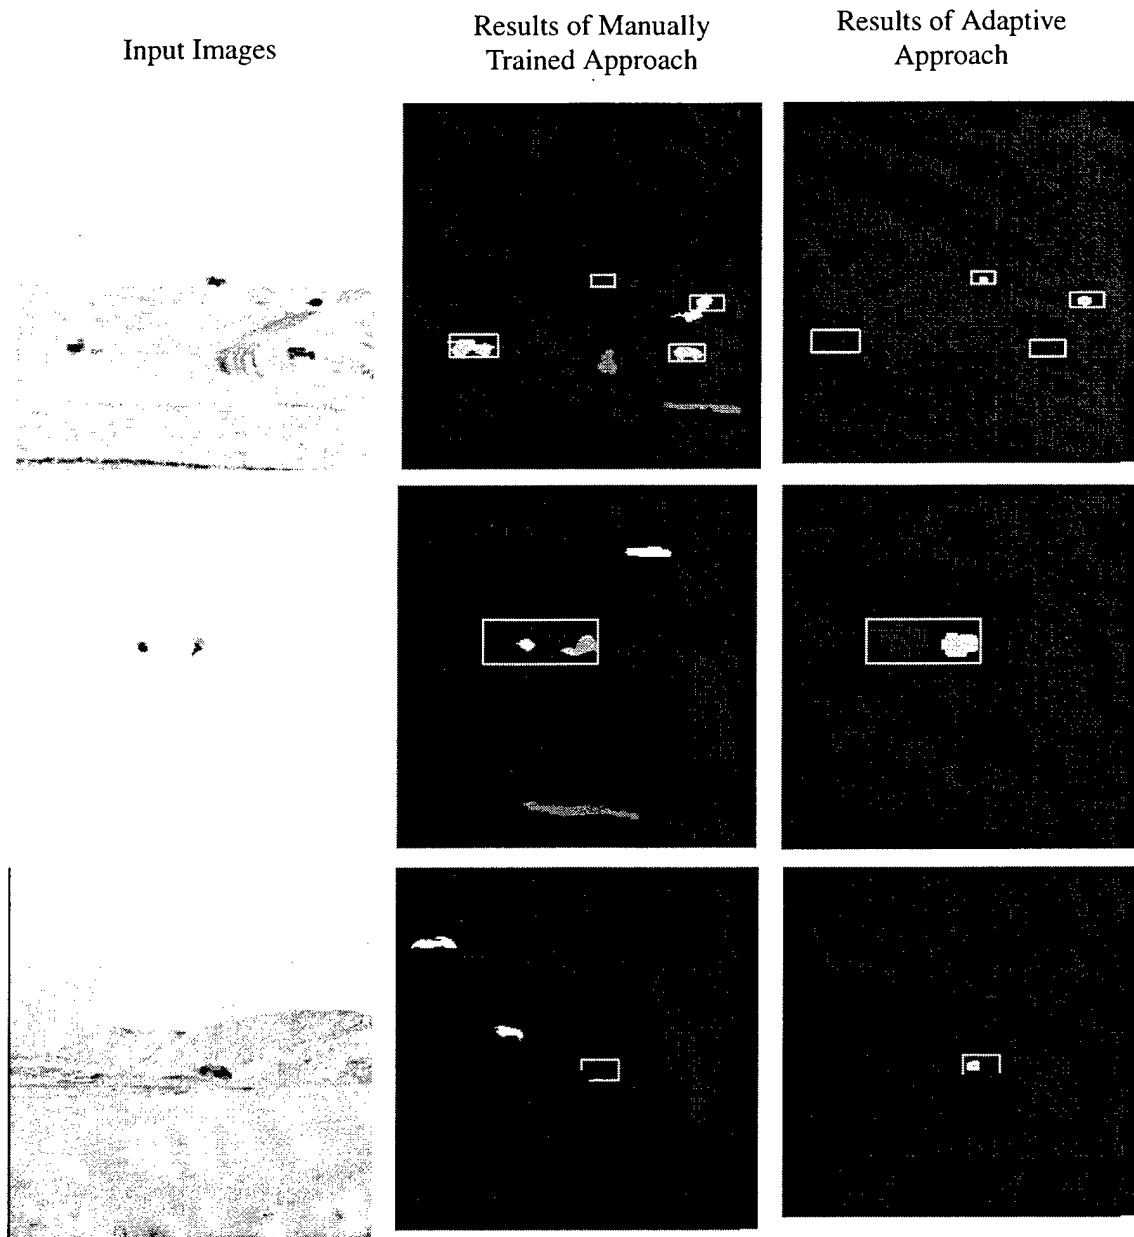 Input Images
Results of Manually
Trained Approach
Results of Adaptive
Approach